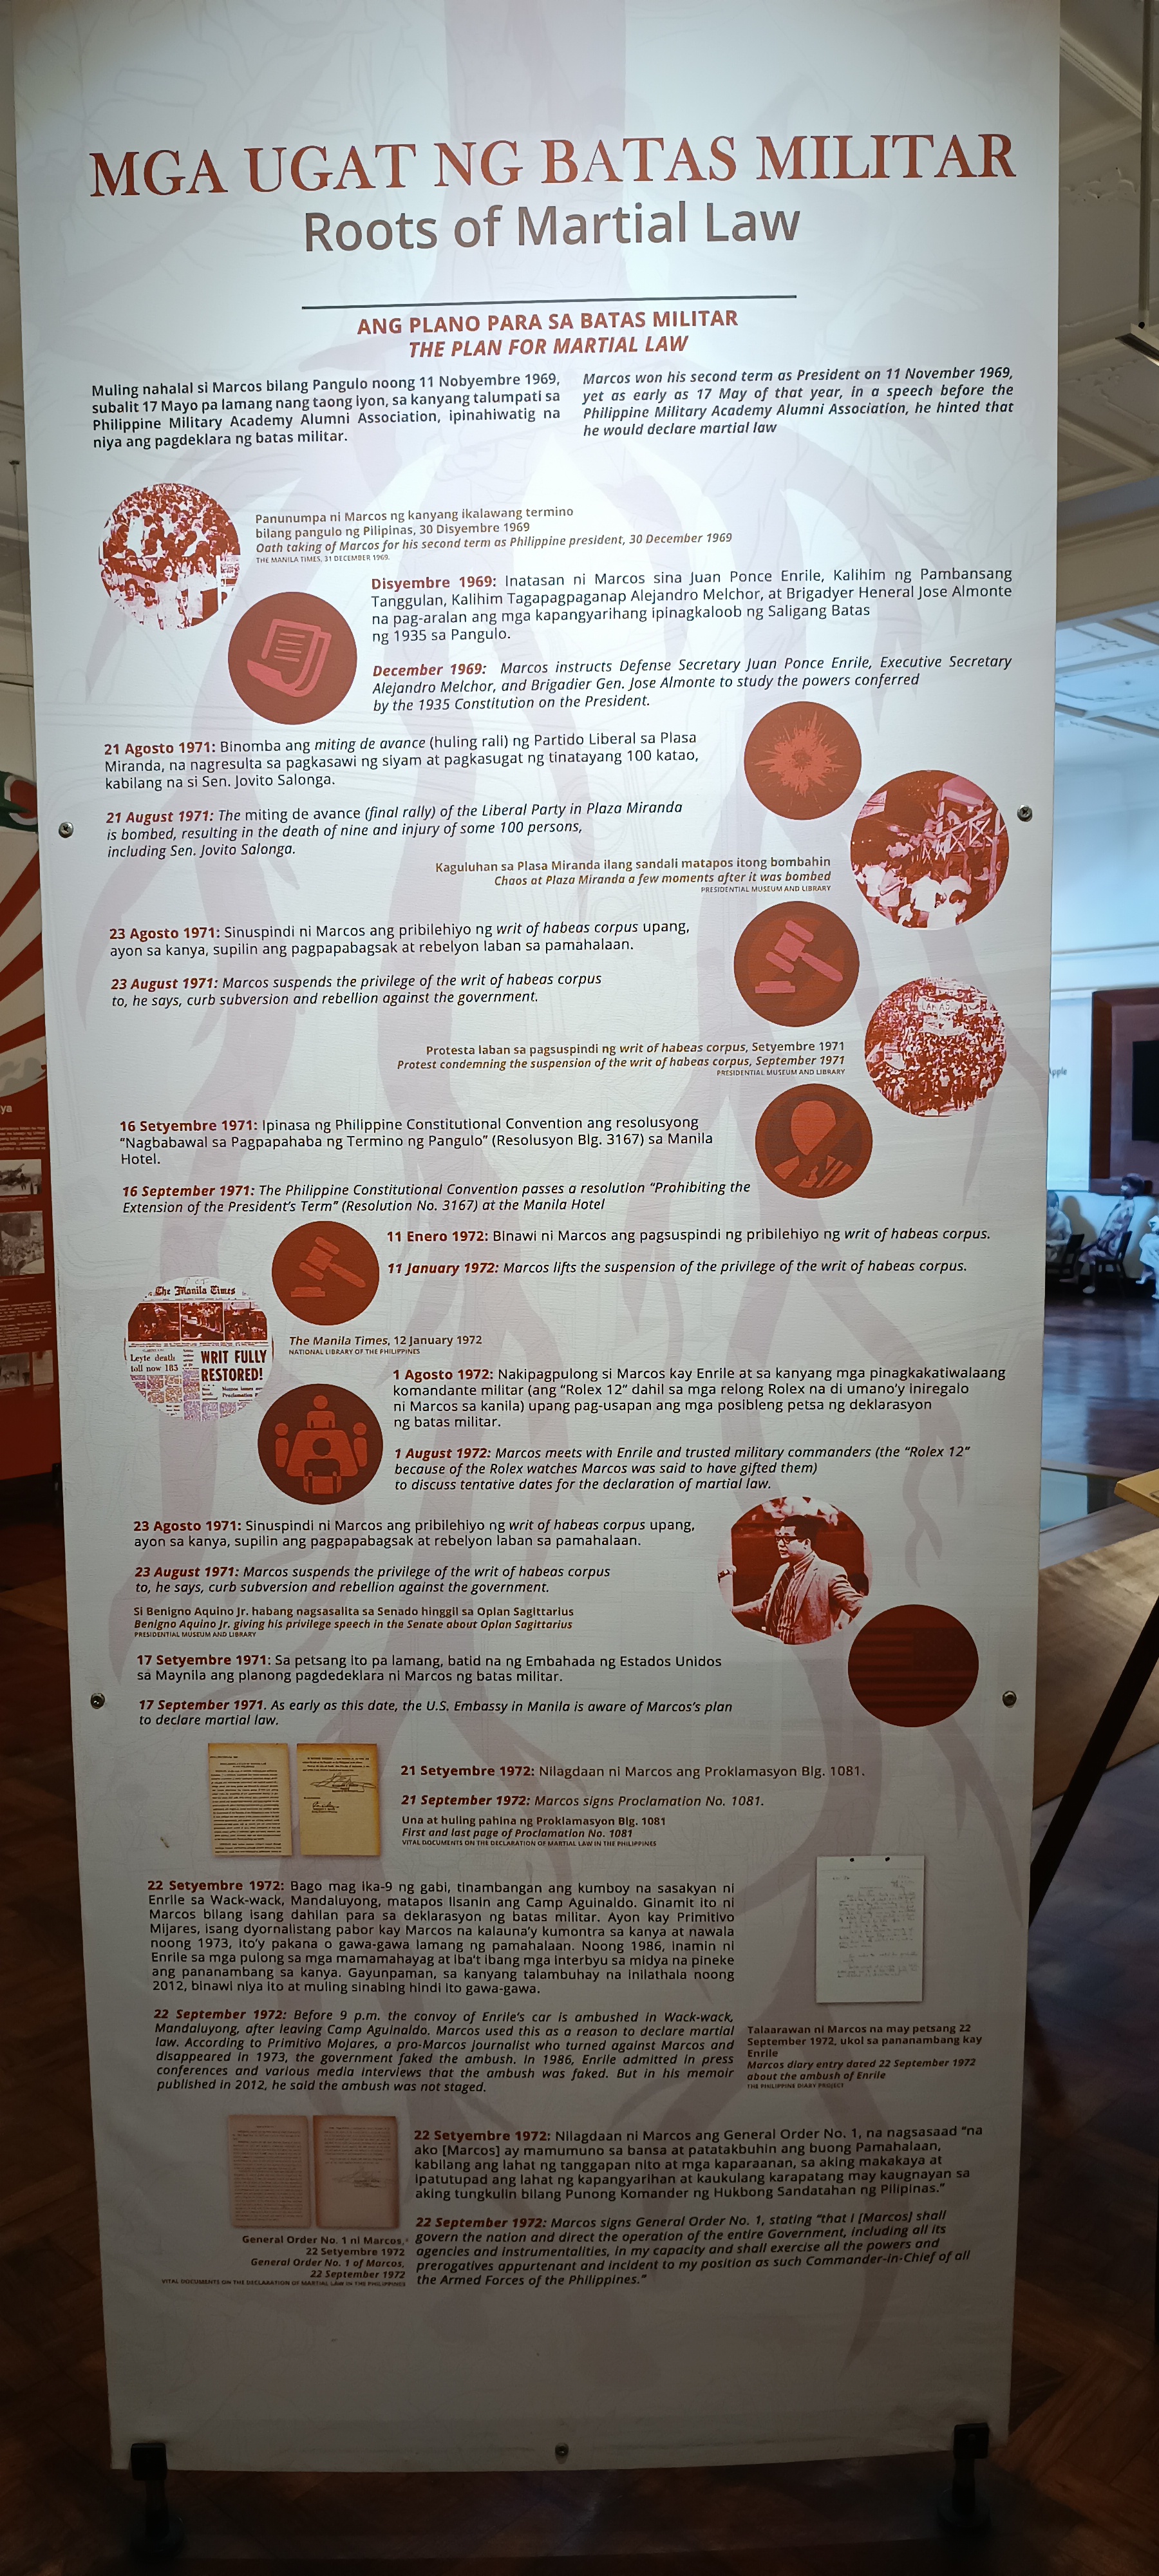 MGA UGAT NG BATAS MILITAR
Roots of Martial Law
ANG PLANO PARA SA BATAS MILITAR
THE PLAN FOR MARTIAL LAW
Muling nahalal si Marcos bilang Pangulo noong 11 Nobyembre 1969,
subalit 17 Mayo pa lamang nang taong iyon, sa kanyang talumpati sa
Philippine Military Academy Alumni Association, ipinahiwatig na
niya ang pagdeklara ng batas militar.
Marcos won his second term as President on 11 November 1969,
yet as early as 17 May of that year, in a speech before the
Philippine Military Academy Alumni Association, he hinted that
he would declare martial law
Panunumpa ni Marcos ng kanyang ikalawang termino
bilang pangulo ng Pilipinas, 30 Disyembre 1969
Oath taking of Marcos for his second term as Philippine president, 30 December 1969
THE MANILA TIMES, 31 DECEMBER 1969.
Disyembre 1969: Inatasan ni Marcos sina Juan Ponce Enrile, Kalihim ng Pambansang
Tanggulan, Kalihim Tagapagpaganap Alejandro Melchor, at Brigadyer Heneral Jose Almonte
na pag-aralan ang mga kapangyarihang ipinagkaloob ng Saligang Batas
ng 1935 sa Pangulo.
December 1969: Marcos instructs Defense Secretary Juan Ponce Enrile, Executive Secretary
Alejandro Melchor, and Brigadier Gen. Jose Almonte to study the powers conferred
by the 1935 Constitution on the President.
21 Agosto 1971: Binomba ang miting de avance (huling rali) ng Partido Liberal sa Plasa
Miranda, na nagresulta sa pagkasawi ng siyam at pagkasugat ng tinatayang 100 katao,
kabilang na si Sen. Jovito Salonga.
21 August 1971: The miting de avance (final rally) of the Liberal Party in Plaza Miranda
is bombed, resulting in the death of nine and injury of some 100 persons,
including Sen. Jovito Salonga.
Kaguluhan sa Plasa Miranda ilang sandali matapos itong bombahin
Chaos at Plaza Miranda a few moments after it was bombed
PRESIDENTIAL MUSEUM AND LIBRARY
23 Agosto 1971: Sinuspindi ni Marcos ang pribilehiyo ng writ of habeas corpus upang,
ayon sa kanya, supilin ang pagpapabagsak at rebelyon laban sa pamahalaan.
23 August 1971: Marcos suspends the privilege of the writ of habeas corpus
to, he says, curb subversion and rebellion against the government.
Protesta laban sa pagsuspindi ng writ of habeas corpus, Setyembre 1971
Protest condemning the suspension of the writ of habeas corpus, September 1971
PRESIDENTIAL MUSEUM AND LIBRARY
16 Setyembre 1971: Ipinasa ng Philippine Constitutional Convention ang resolusyong
"Nagbabawal sa Pagpapahaba ng Termino ng Pangulo" (Resolusyon Blg. 3167) sa Manila
Hotel.
16 September 1971: The Philippine Constitutional Convention passes a resolution "Prohibiting the
Extension of the President's Term" (Resolution No. 3167) at the Manila Hotel
11 Enero 1972: Binawi ni Marcos ang pagsuspindi ng pribilehiyo ng writ of habeas corpus.
11 January 1972: Marcos lifts the suspension of the privilege of the writ of habeas corpus.
The Manila Times
Leyte death
toll now 183
WRIT FULLY
RESTORED!
The Manila Times, 12 January 1972
NATIONAL LIBRARY OF THE PHILIPPINES
1 Agosto 1972: Nakipagpulong si Marcos kay Enrile at sa kanyang mga pinagkakatiwalaang
komandante militar (ang "Rolex 12" dahil sa mga relong Rolex na di umano'y iniregalo
ni Marcos sa kanila) upang pag-usapan ang mga posibleng petsa ng deklarasyon
ng batas militar.
1 August 1972: Marcos meets with Enrile and trusted military commanders (the "Rolex 12"
because of the Rolex watches Marcos was said to have gifted them)
to discuss tentative dates for the declaration of martial law.
23 Agosto 1971: Sinuspindi ni Marcos ang pribilehiyo ng writ of habeas corpus upang,
ayon sa kanya, supilin ang pagpapabagsak at rebelyon laban sa pamahalaan.
23 August 1971: Marcos suspends the privilege of the writ of habeas corpus
to, he says, curb subversion and rebellion against the government.
Si Benigno Aquino Jr. habang nagsasalita sa Senado hinggil sa Oplan Sagittarius
Benigno Aquino Jr. giving his privilege speech in the Senate about Oplan Sagittarius
PRESIDENTIAL MUSEUM AND LIBRARY
17 Setyembre 1971: Sa petsang ito pa lamang, batid na ng Embahada ng Estados Unidos
sa Maynila ang planong pagdedeklara ni Marcos ng batas militar.
17 September 1971. As early as this date, the U.S. Embassy in Manila is aware of Marcos's plan
to declare martial law.
21 Setyembre 1972: Nilagdaan ni Marcos ang Proklamasyon Blg. 1081.
21 September 1972: Marcos signs Proclamation No. 1081.
Una at huling pahina ng Proklamasyon Blg. 1081
First and last page of Proclamation No. 1081
VITAL DOCUMENTS ON THE DECLARATION OF MARTIAL LAW IN THE PHILIPPINES
22 Setyembre 1972: Bago mag ika-9 ng gabi, tinambangan ang kumboy na sasakyan ni
Enrile sa Wack-wack, Mandaluyong, matapos lisanin ang Camp Aguinaldo. Ginamit ito ni
Marcos bilang isang dahilan para sa deklarasyon ng batas militar. Ayon kay Primitivo
Mijares, isang dyornalistang pabor kay Marcos na kalauna'y kumontra sa kanya at nawala
noong 1973, ito'y pakana o gawa-gawa lamang ng pamahalaan. Noong 1986, inamin ni
Enrile sa mga pulong sa mga mamamahayag at iba't ibang mga interbyu sa midya na pineke
ang pananambang sa kanya. Gayunpaman, sa kanyang talambuhay na inilathala noong
2012, binawi niya ito at muling sinabing hindi ito gawa-gawa.
22 September 1972: Before 9 p.m. the convoy of Enrile's car is ambushed in Wack-wack,
Mandaluyong, after leaving Camp Aguinaldo. Marcos used this as a reason to declare martial
law. According to Primitivo Mojares, a pro-Marcos journalist who turned against Marcos and
disappeared in 1973, the government faked the ambush. In 1986, Enrile admitted in press
conferences and various media interviews that the ambush was faked. But in his memoir
published in 2012, he said the ambush was not staged.
Talaarawan ni Marcos na may petsang 22
September 1972, ukol sa pananambang kay
Enrile
Marcos diary entry dated 22 September 1972
about the ambush of Enrile
THE PHILIPPINE DIARY PROJECT
22 Setyembre 1972: Nilagdaan ni Marcos ang General Order No. 1, na nagsasaad "na
ako [Marcos] ay mamumuno sa bansa at patatakbuhin ang buong Pamahalaan,
kabilang ang lahat ng tanggapan nito at mga kaparaanan, sa aking makakaya at
ipatutupad ang lahat ng kapangyarihan at kaukulang karapatang may kaugnayan sa
aking tungkulin bilang Punong Komander ng Hukbong Sandatahan ng Pilipinas."
22 September 1972: Marcos signs General Order No. 1, stating "that I [Marcos] shall
govern the nation and direct the operation of the entire Government, including all its
agencies and instrumentalities, in my capacity and shall exercise all the powers and
prerogatives appurtenant and incident to my position as such Commander-in-Chief of all
the Armed Forces of the Philippines."
General Order No. 1 ni Marcos,
22 Setyembre 1972
General Order No. 1 of Marcos,
22 September 1972
VITAL DOCUMENTS ON THE DECLARATION OF MARTIAL LAW IN THE PHILIPPINES